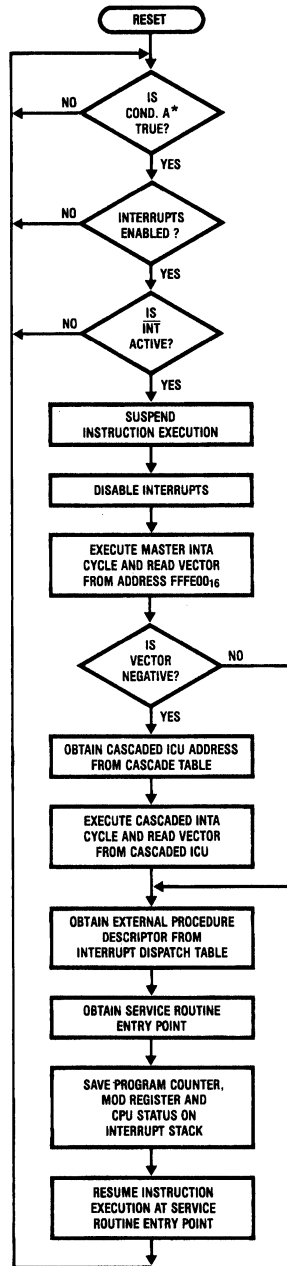 RESET
IS
COND. A*
TRUE?
NO
YES
INTERRUPTS
ENABLED ?
NO
YES
IS
INT
ACTIVE?
NO
YES
SUSPEND
INSTRUCTION EXECUTION
DISABLE INTERRUPTS
EXECUTE MASTER INTA
CYCLE AND READ VECTOR
FROM ADDRESS FFFE00₁₆
IS
VECTOR
NEGATIVE?
NO
YES
OBTAIN CASCADED ICU ADDRESS
FROM CASCADE TABLE
EXECUTE CASCADED INTA
CYCLE AND READ VECTOR
FROM CASCADED ICU
OBTAIN EXTERNAL PROCEDURE
DESCRIPTOR FROM
INTERRUPT DISPATCH TABLE
OBTAIN SERVICE ROUTINE
ENTRY POINT
SAVE PROGRAM COUNTER,
MOD REGISTER AND
CPU STATUS ON
INTERRUPT STACK
RESUME INSTRUCTION
EXECUTION AT SERVICE
ROUTINE ENTRY POINT